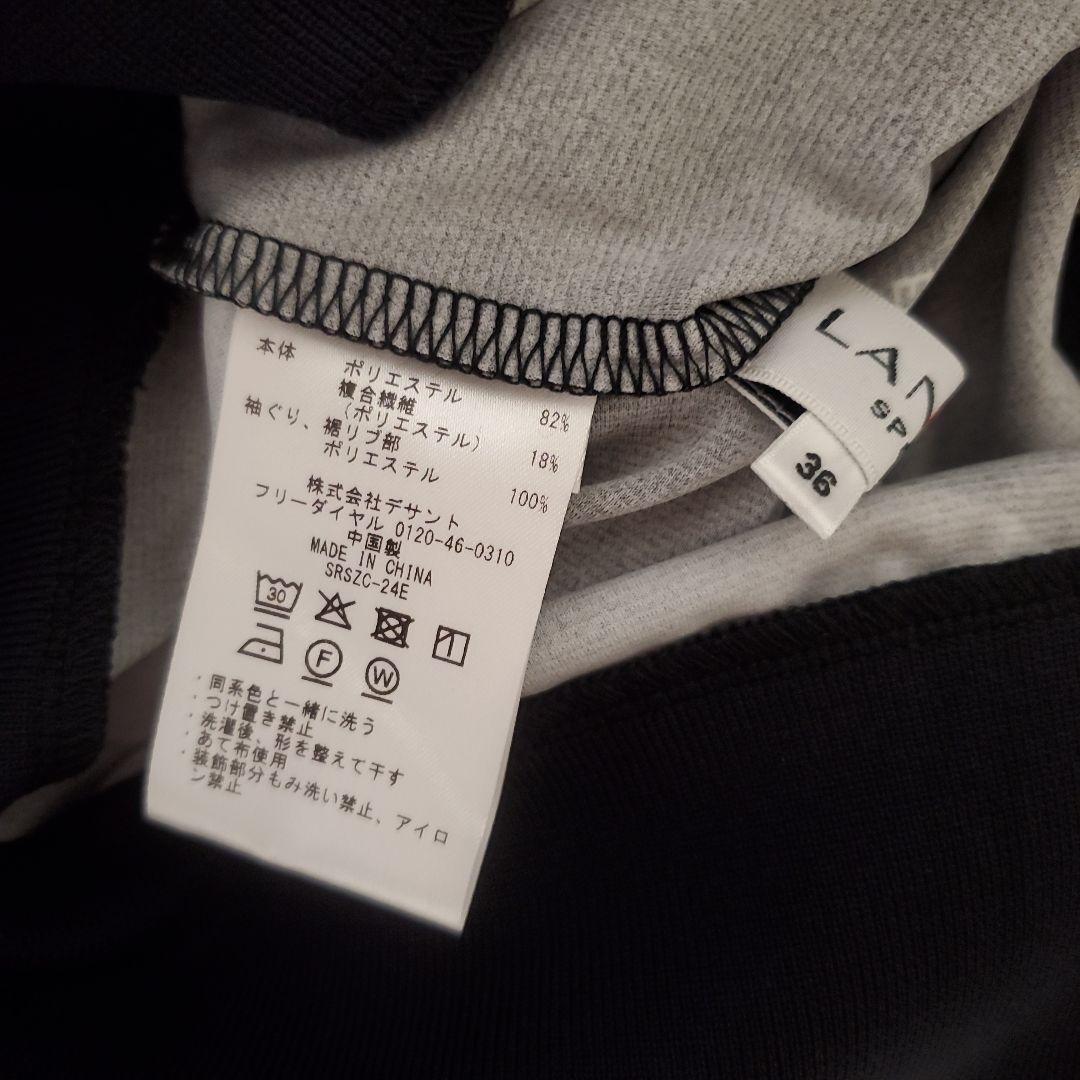 本体
ポリエステル 82%
複合繊維
（ポリエステル） 18%
袖ぐり、裾リブ部
ポリエステル 100%
株式会社デサント
フリーダイヤル 0120-46-0310
中国製
MADE IN CHINA
SRSZC-24E
30
F W
・同系色と一緒に洗う
・つけ置き禁止
・洗濯後、形を整えて干す
・あて布使用
・装飾部分もみ洗い禁止、アイロ
ン禁止
36